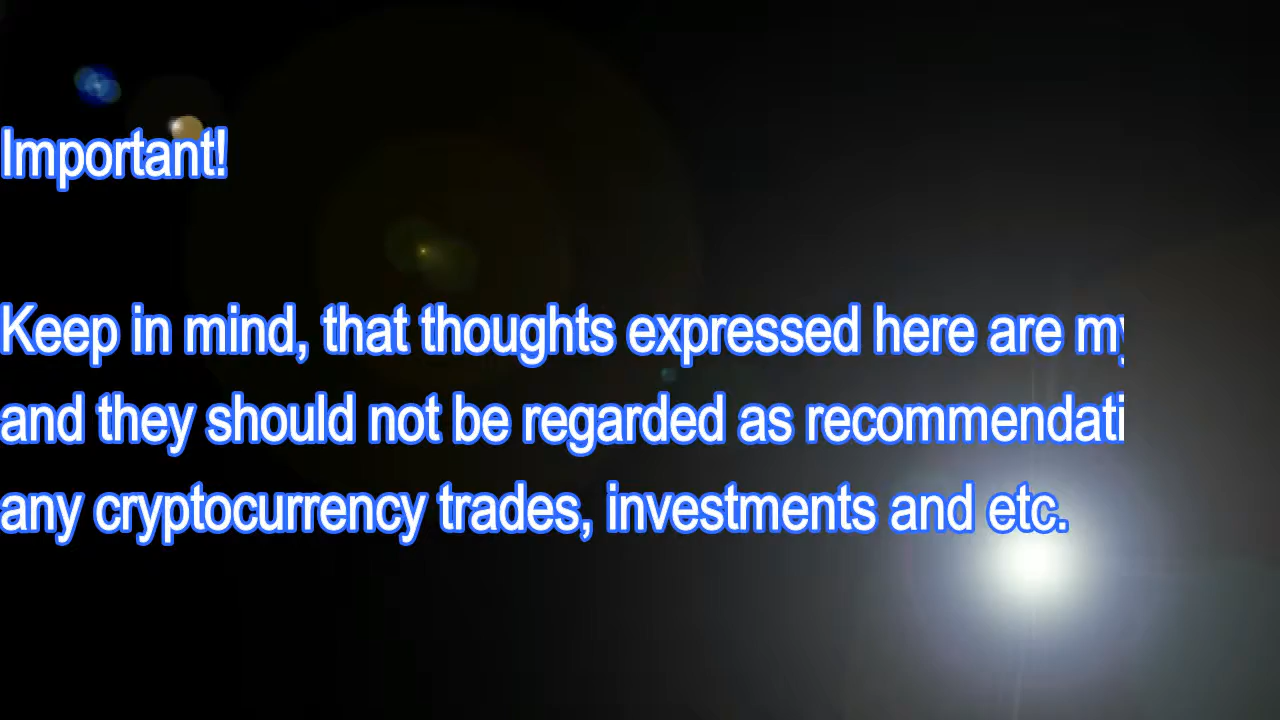 Important!
Keep in mind, that thoughts expressed here are my
and they should not be regarded as recommendati
any cryptocurrency trades, investments and etc.